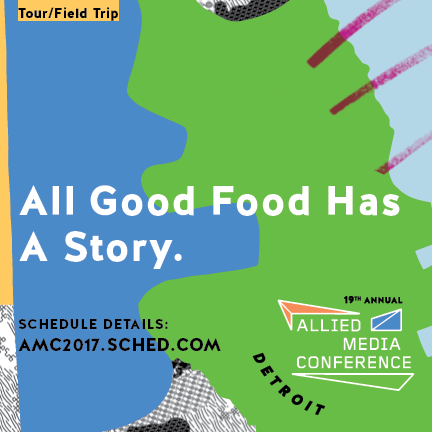 Tour/Field Trip
All Good Food Has
A Story.
SCHEDULE DETAILS:
AMC2017.SCHED.COM
19TH ANNUAL
ALLIED
MEDIA
CONFERENCE
DETROIT